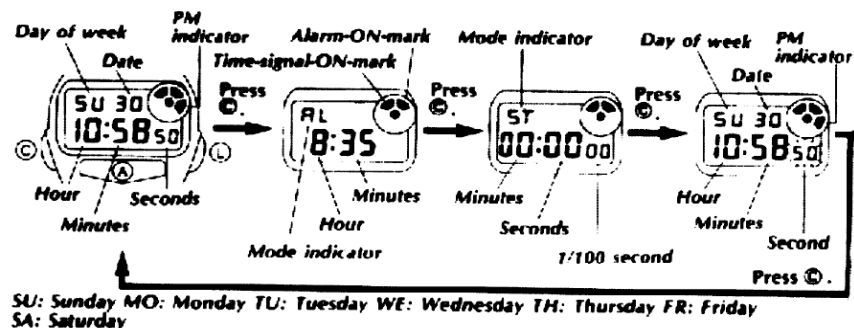 PM
Day of week indicator Alarm-ON-mark Mode indicator Day of week PM
Date Time-signal-ON-mark Date indicator
Press Ⓒ. Press Ⓒ. Press Ⓒ.
SU 30 AL ST SU 30
10:58 50 8:35 00:00 00 10:58 50
Ⓒ Ⓐ Ⓛ
Hour Seconds Minutes Minutes Hour
Minutes Hour Seconds Minutes
Mode indicator 1/100 second Second
Press Ⓒ.
SU: Sunday MO: Monday TU: Tuesday WE: Wednesday TH: Thursday FR: Friday
SA: Saturday